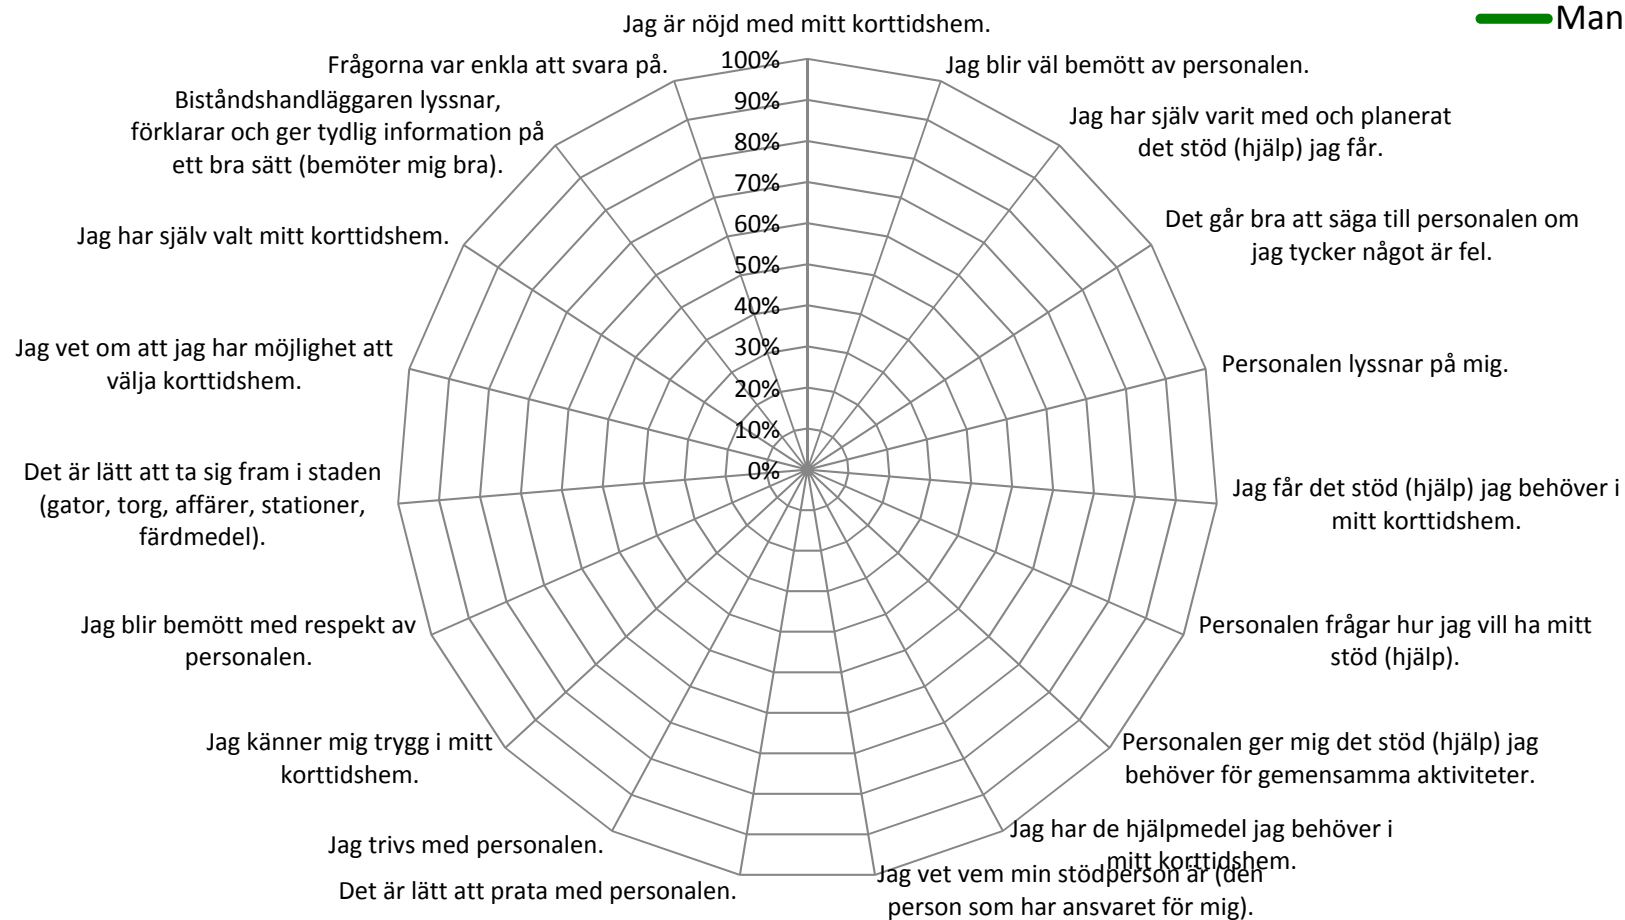 Jag är nöjd med mitt korttidshem.
Man
Jag blir väl bemött av personalen.
Jag har själv varit med och planerat
det stöd (hjälp) jag får.
Det går bra att säga till personalen om
jag tycker något är fel.
Personalen lyssnar på mig.
Jag får det stöd (hjälp) jag behöver i
mitt korttidshem.
Personalen frågar hur jag vill ha mitt
stöd (hjälp).
Personalen ger mig det stöd (hjälp) jag
behöver för gemensamma aktiviteter.
Jag har de hjälpmedel jag behöver i
mitt korttidshem.
Jag vet vem min stödperson är (den
person som har ansvaret för mig).
Det är lätt att prata med personalen.
Jag trivs med personalen.
Jag känner mig trygg i mitt
korttidshem.
Jag blir bemött med respekt av
personalen.
Det är lätt att ta sig fram i staden
(gator, torg, affärer, stationer,
färdmedel).
Jag vet om att jag har möjlighet att
välja korttidshem.
Jag har själv valt mitt korttidshem.
Biståndshandläggaren lyssnar,
förklarar och ger tydlig information på
ett bra sätt (bemöter mig bra).
Frågorna var enkla att svara på.
100%
90%
80%
70%
60%
50%
40%
30%
20%
10%
0%